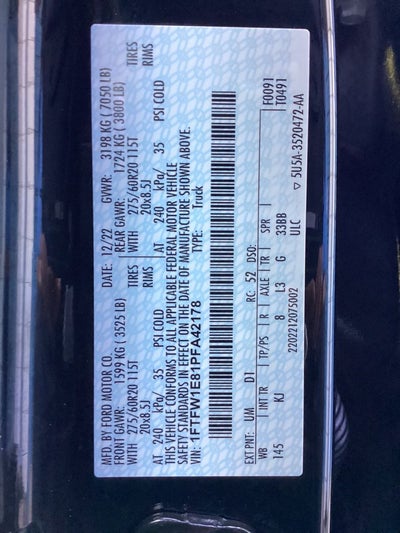 MFD. BY FORD MOTOR CO. DATE: 12/22 GVWR: 3198 KG ( 7050 LB)
FRONT GAWR: 1599 KG ( 3525 LB) REAR GAWR: 1724 KG ( 3800 LB)
WITH 275/60R20 115T TIRES WITH 275/60R20 115T TIRES
20x8.5J RIMS 20x8.5J RIMS
AT 240 kPa/ 35 PSI COLD AT 240 kPa/ 35 PSI COLD
THIS VEHICLE CONFORMS TO ALL APPLICABLE FEDERAL MOTOR VEHICLE
SAFETY STANDARDS IN EFFECT ON THE DATE OF MANUFACTURE SHOWN ABOVE.
VIN: 1FTFW1E81PFA42178 TYPE: Truck
F0091
T0491
EXT PNT: UM D1 RC: 52 DSO:
WB INT TR TP/PS R AXLE TR SPR
145 KJ 8 L3 G 33BB
2202212075002 ULC
▽ 5U5A-3520472-AA